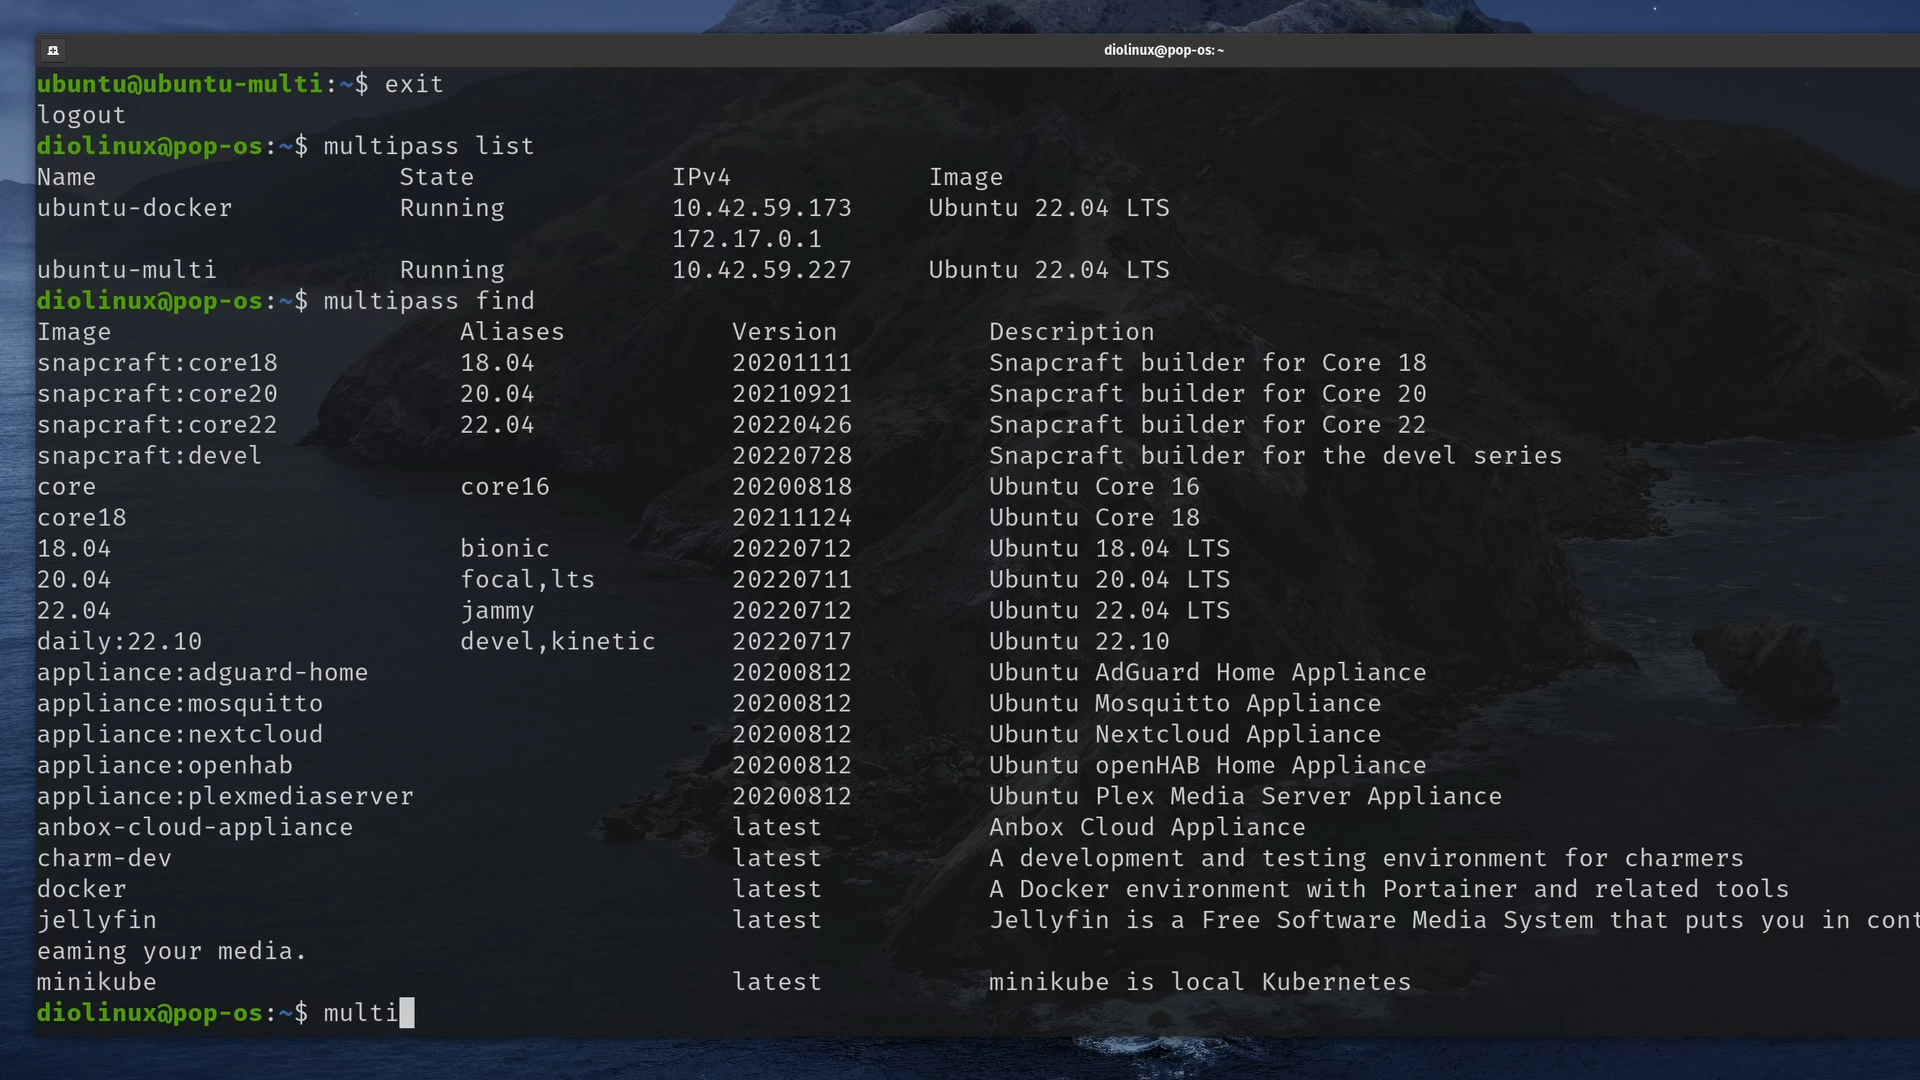 diolinux@pop-os: ~
ubuntu@ubuntu-multi:~$ exit
logout
diolinux@pop-os:~$ multipass list
Name State IPv4 Image
ubuntu-docker Running 10.42.59.173 Ubuntu 22.04 LTS
172.17.0.1
ubuntu-multi Running 10.42.59.227 Ubuntu 22.04 LTS
diolinux@pop-os:~$ multipass find
Image Aliases Version Description
snapcraft:core18 18.04 20201111 Snapcraft builder for Core 18
snapcraft:core20 20.04 20210921 Snapcraft builder for Core 20
snapcraft:core22 22.04 20220426 Snapcraft builder for Core 22
snapcraft:devel 20220728 Snapcraft builder for the devel series
core core16 20200818 Ubuntu Core 16
core18 20211124 Ubuntu Core 18
18.04 bionic 20220712 Ubuntu 18.04 LTS
20.04 focal,lts 20220711 Ubuntu 20.04 LTS
22.04 jammy 20220712 Ubuntu 22.04 LTS
daily:22.10 devel,kinetic 20220717 Ubuntu 22.10
appliance:adguard-home 20200812 Ubuntu AdGuard Home Appliance
appliance:mosquitto 20200812 Ubuntu Mosquitto Appliance
appliance:nextcloud 20200812 Ubuntu Nextcloud Appliance
appliance:openhab 20200812 Ubuntu openHAB Home Appliance
appliance:plexmediaserver 20200812 Ubuntu Plex Media Server Appliance
anbox-cloud-appliance latest Anbox Cloud Appliance
charm-dev latest A development and testing environment for charmers
docker latest A Docker environment with Portainer and related tools
jellyfin latest Jellyfin is a Free Software Media System that puts you in cont
eaming your media.
minikube latest minikube is local Kubernetes
diolinux@pop-os:~$ multi